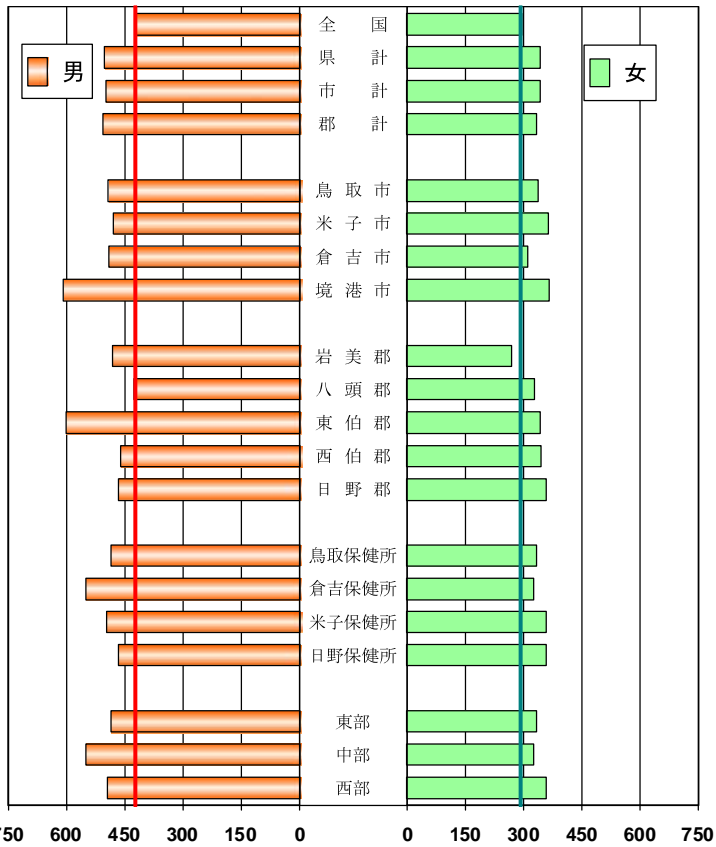 全国
男
県計
女
市計
郡計
鳥取市
米子市
倉吉市
境港市
岩美郡
八頭郡
東伯郡
西伯郡
日野郡
鳥取保健所
倉吉保健所
米子保健所
日野保健所
東部
中部
西部
750 600 450 300 150 0 0 150 300 450 600 750